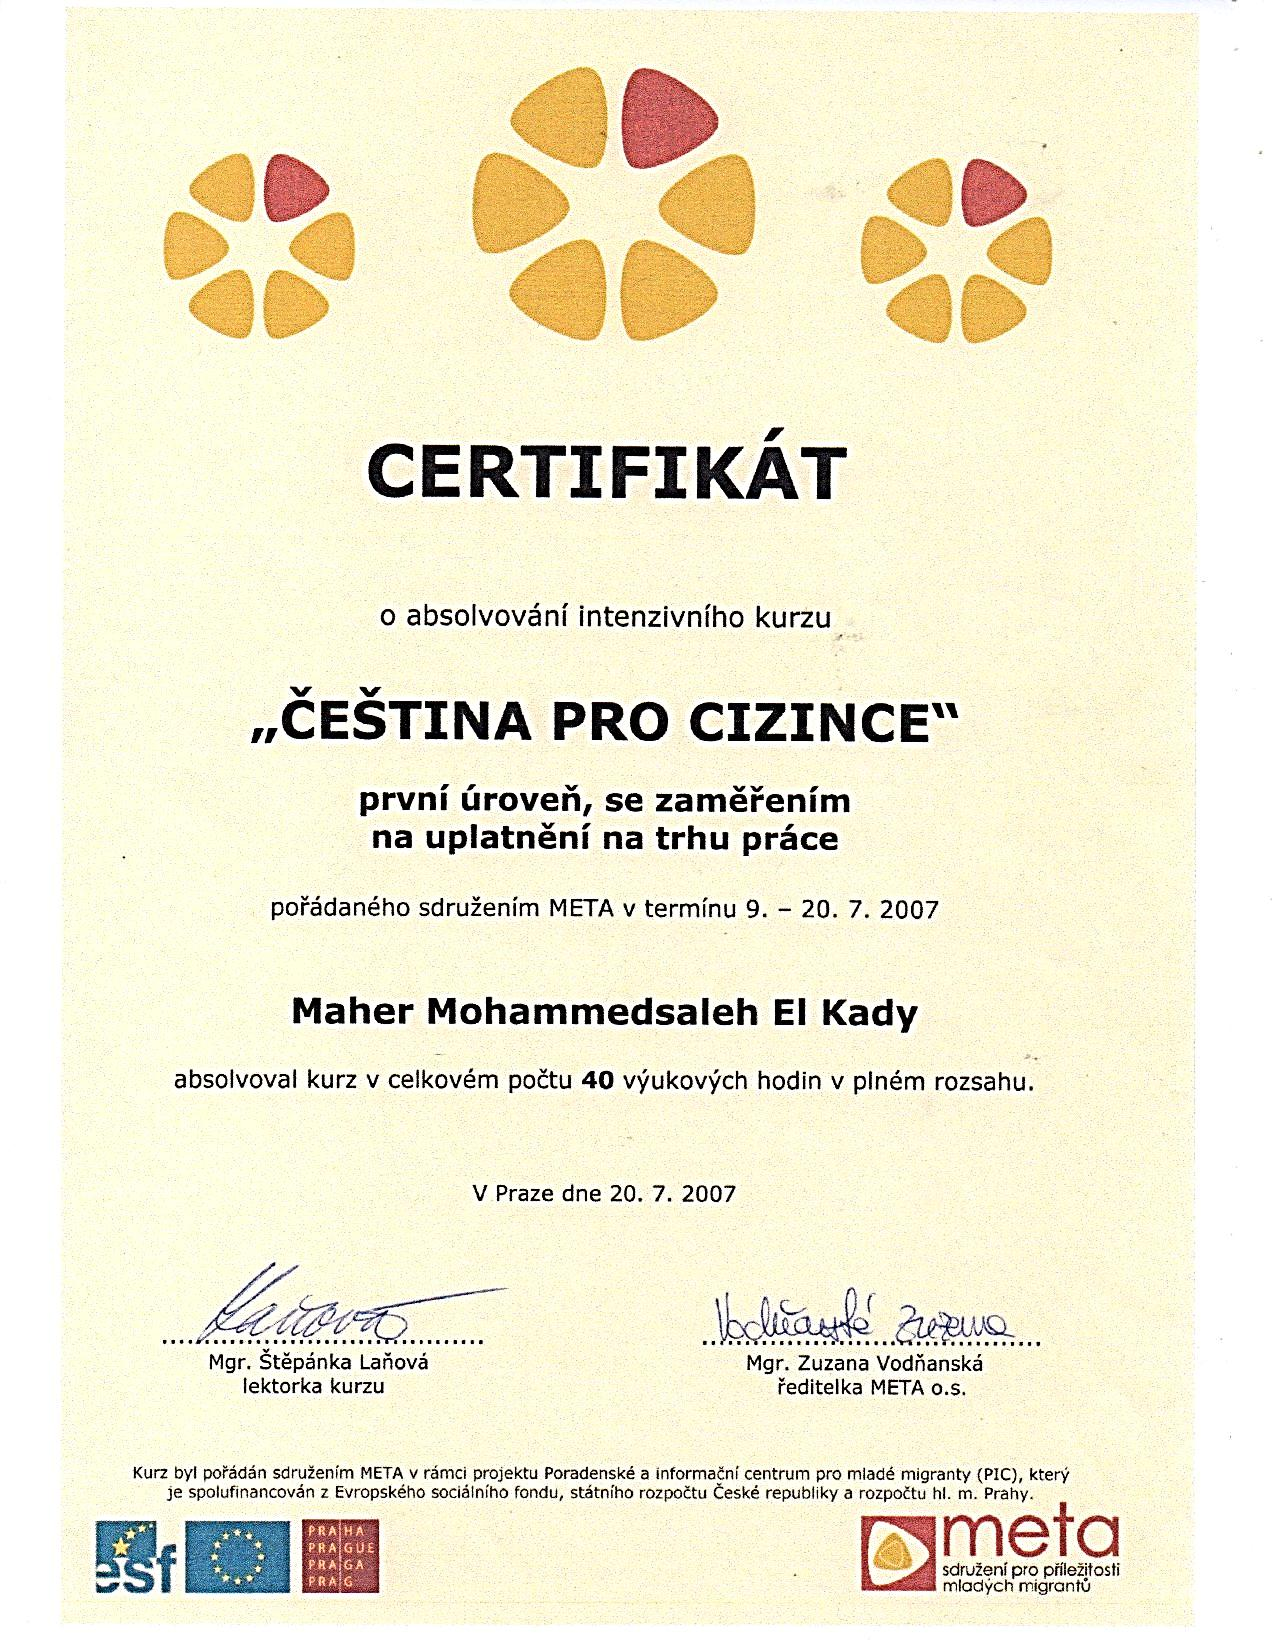 CERTIFIKÁT
o absolvování intenzivního kurzu
„ČEŠTINA PRO CIZINCE“
první úroveň, se zaměřením
na uplatnění na trhu práce
pořádaného sdružením META v termínu 9. – 20. 7. 2007
Maher Mohammedsaleh El Kady
absolvoval kurz v celkovém počtu 40 výukových hodin v plném rozsahu.
V Praze dne 20. 7. 2007
Laňová
Vodňanská Zuzana
Mgr. Štěpánka Laňová
lektorka kurzu
Mgr. Zuzana Vodňanská
ředitelka META o.s.
Kurz byl pořádán sdružením META v rámci projektu Poradenské a informační centrum pro mladé migranty (PIC), který
je spolufinancován z Evropského sociálního fondu, státního rozpočtu České republiky a rozpočtu hl. m. Prahy.
esf
PRAHA
PRAGUE
PRAGA
PRAG
meta
sdružení pro příležitosti
mladých migrantů